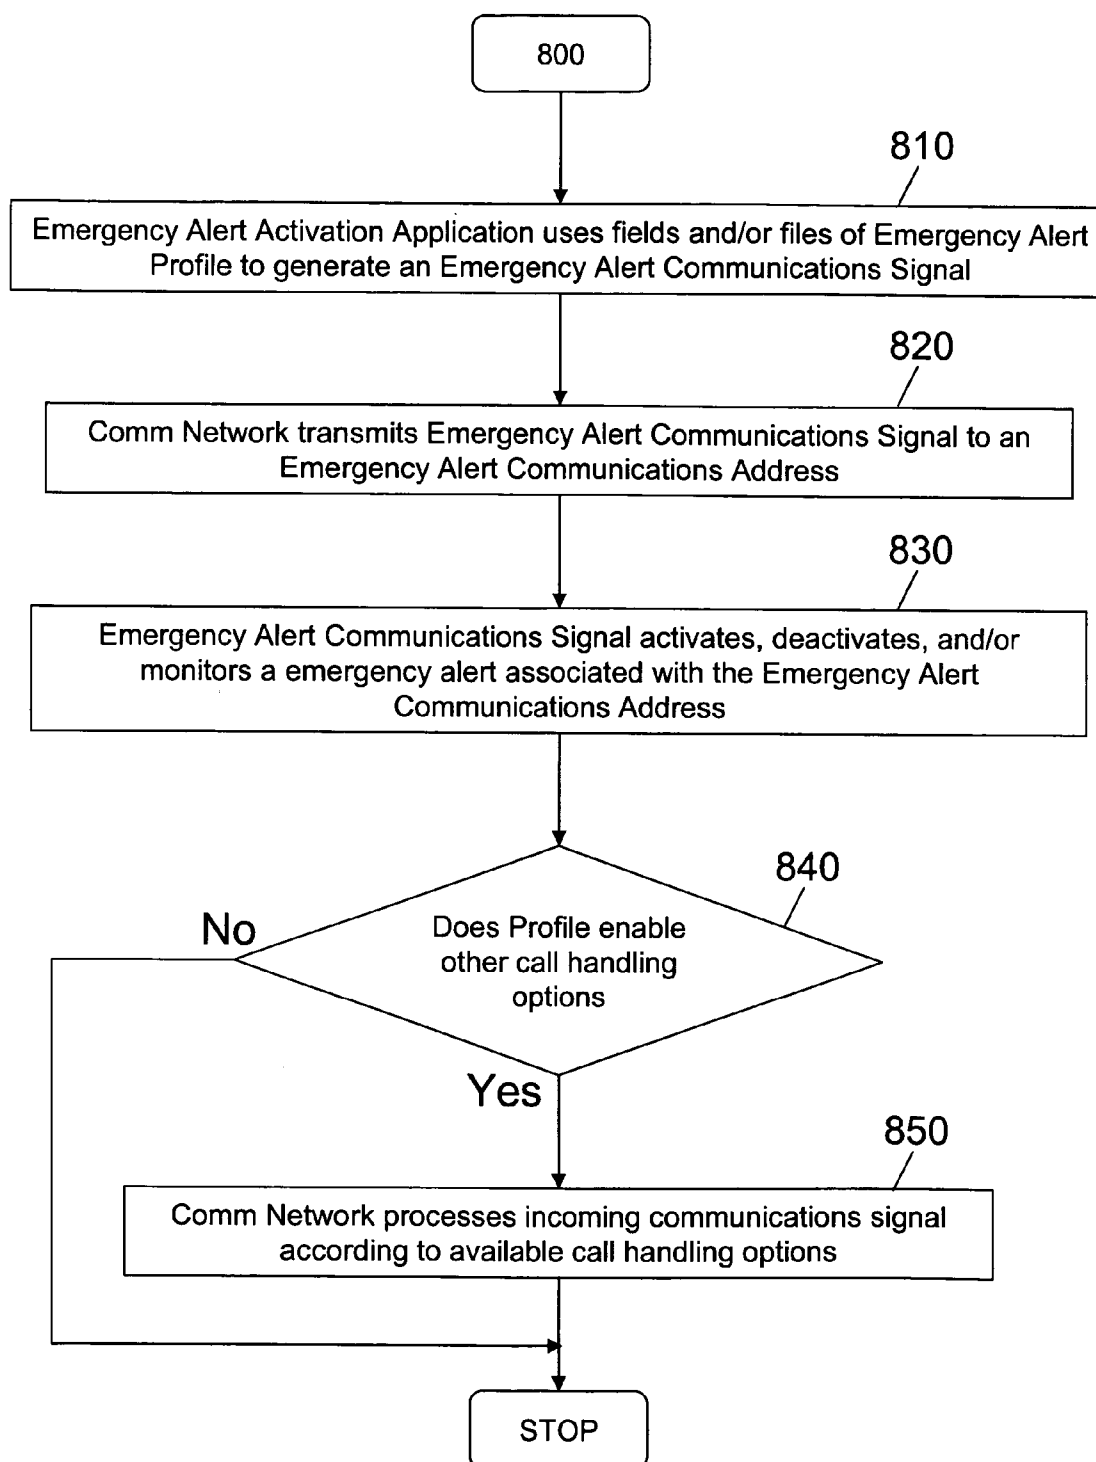 800
810
Emergency Alert Activation Application uses fields and/or files of Emergency Alert
Profile to generate an Emergency Alert Communications Signal
820
Comm Network transmits Emergency Alert Communications Signal to an
Emergency Alert Communications Address
830
Emergency Alert Communications Signal activates, deactivates, and/or
monitors a emergency alert associated with the Emergency Alert
Communications Address
840
No
Does Profile enable
other call handling
options
Yes
850
Comm Network processes incoming communications signal
according to available call handling options
STOP